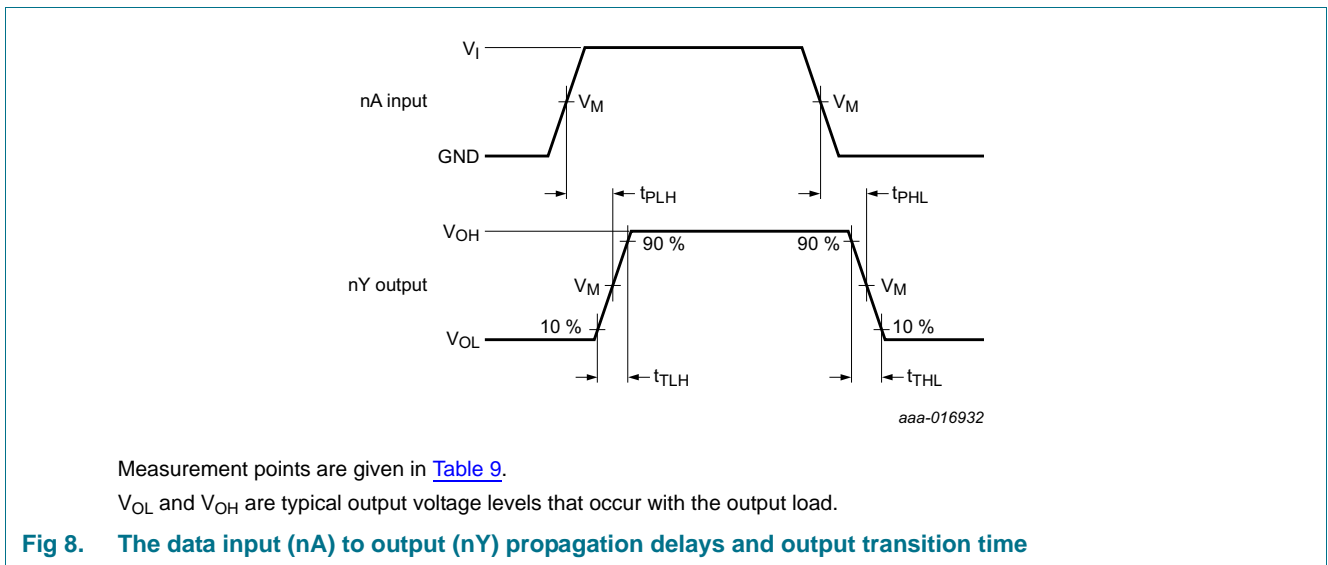 V_I
nA input
V_M
V_M
GND
t_PLH
t_PHL
V_OH
90 %
90 %
nY output
V_M
V_M
10 %
10 %
V_OL
t_TLH
t_THL
aaa-016932
Measurement points are given in Table 9.
V_OL and V_OH are typical output voltage levels that occur with the output load.
Fig 8. The data input (nA) to output (nY) propagation delays and output transition time